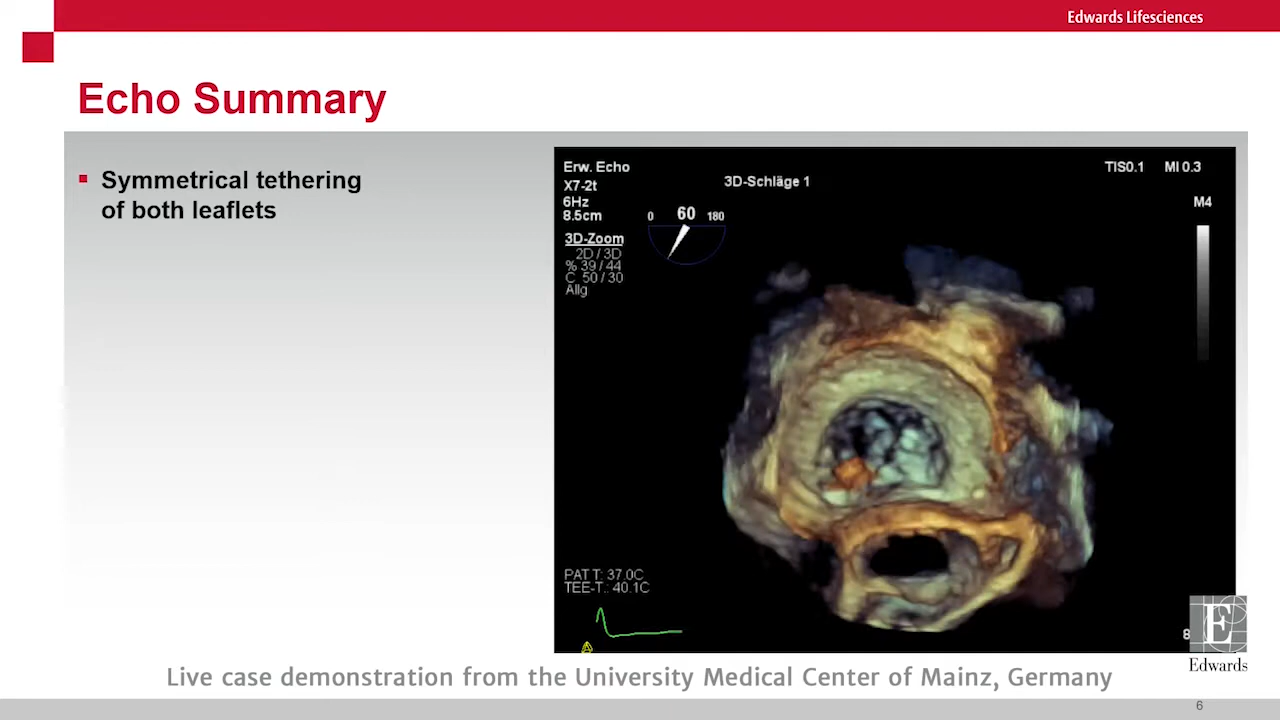 Edwards Lifesciences
Echo Summary
Symmetrical tethering
of both leaflets
Erw. Echo
X7-2t
6Hz
8.5cm
3D-Zoom
2D / 3D
% 39 / 44
C 50 / 30
Allg
0 60 180
3D-Schläge 1
TIS0.1 MI 0.3
M4
PAT T: 37.0C
TEE-T.: 40.1C
8
E
Edwards
Live case demonstration from the University Medical Center of Mainz, Germany
6